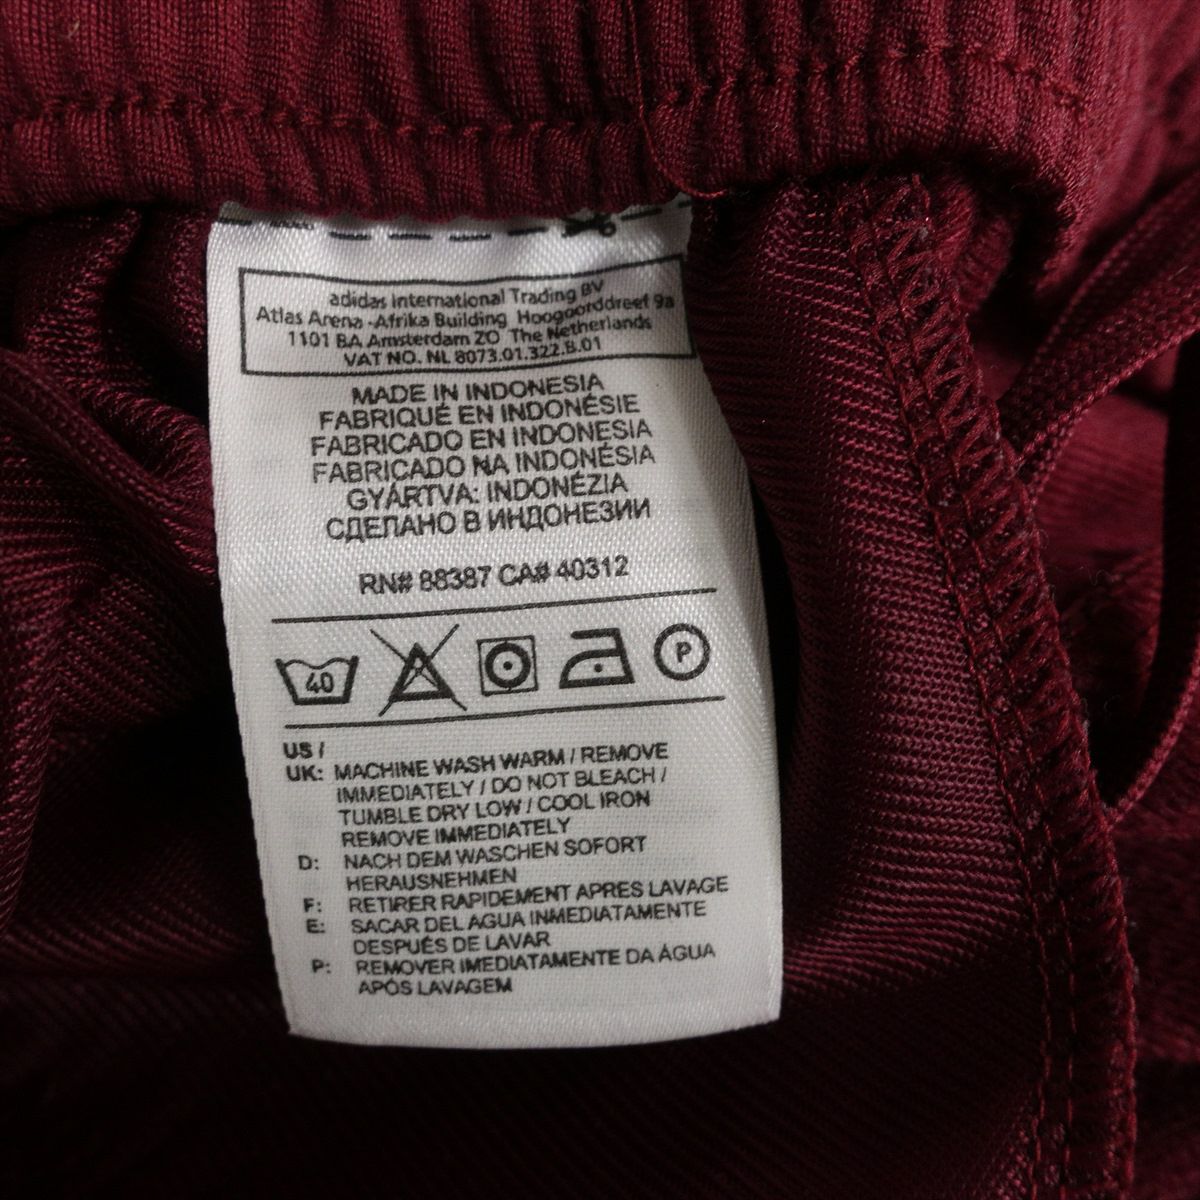 adidas International Trading BV
Atlas Arena -Afrika Building Hoogoorddreef 9a
1101 BA Amsterdam ZO The Netherlands
VAT NO. NL 8073.01.322.B.01
MADE IN INDONESIA
FABRIQUÉ EN INDONÉSIE
FABRICADO EN INDONESIA
FABRICADO NA INDONÉSIA
GYÁRTVA: INDONÉZIA
СДЕЛАНО В ИНДОНЕЗИИ
RN# 88387 CA# 40312
40 P
US /
UK: MACHINE WASH WARM / REMOVE
IMMEDIATELY / DO NOT BLEACH /
TUMBLE DRY LOW / COOL IRON
REMOVE IMMEDIATELY
D: NACH DEM WASCHEN SOFORT
HERAUSNEHMEN
F: RETIRER RAPIDEMENT APRES LAVAGE
E: SACAR DEL AGUA INMEDIATAMENTE
DESPUÉS DE LAVAR
P: REMOVER IMEDIATAMENTE DA ÁGUA
APÓS LAVAGEM